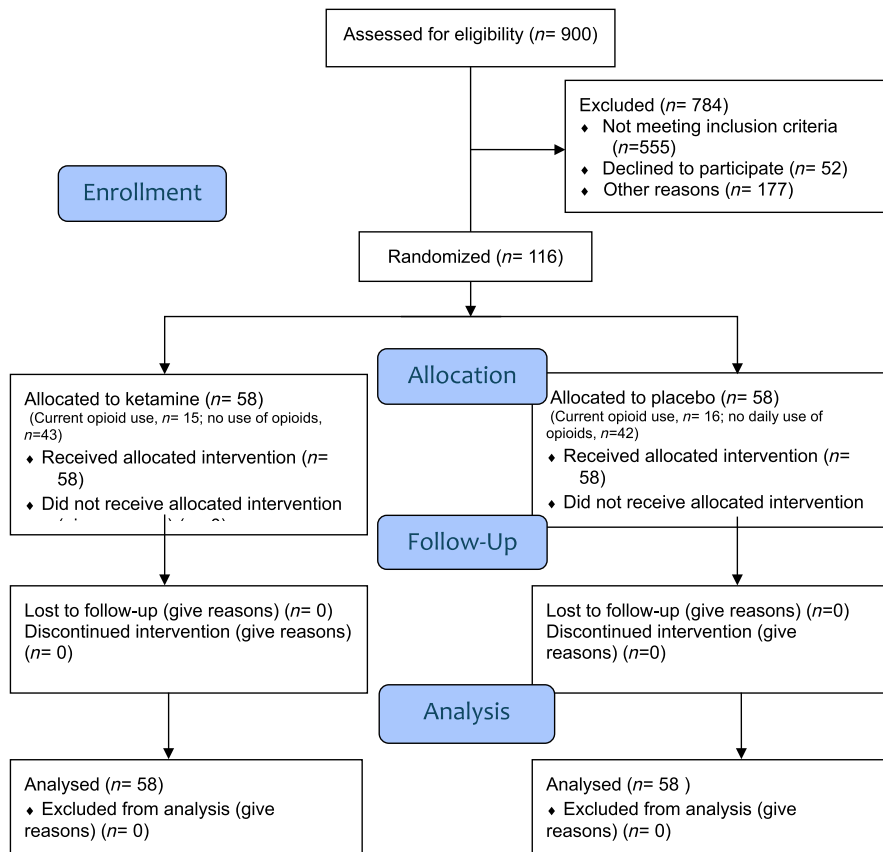 Assessed for eligibility (n= 900)
Excluded (n= 784)
♦ Not meeting inclusion criteria
(n=555)
♦ Declined to participate (n= 52)
♦ Other reasons (n= 177)
Enrollment
Randomized (n= 116)
Allocation
Allocated to ketamine (n= 58)
(Current opioid use, n= 15; no use of opioids,
n=43)
♦ Received allocated intervention (n=
58)
♦ Did not receive allocated intervention
Allocated to placebo (n= 58)
(Current opioid use, n= 16; no daily use of
opioids, n=42)
♦ Received allocated intervention (n=
58)
♦ Did not receive allocated intervention
Follow-Up
Lost to follow-up (give reasons) (n= 0)
Discontinued intervention (give reasons)
(n= 0)
Lost to follow-up (give reasons) (n=0)
Discontinued intervention (give
reasons) (n=0)
Analysis
Analysed (n= 58)
♦ Excluded from analysis (give
reasons) (n= 0)
Analysed (n= 58 )
♦ Excluded from analysis (give
reasons) (n= 0)